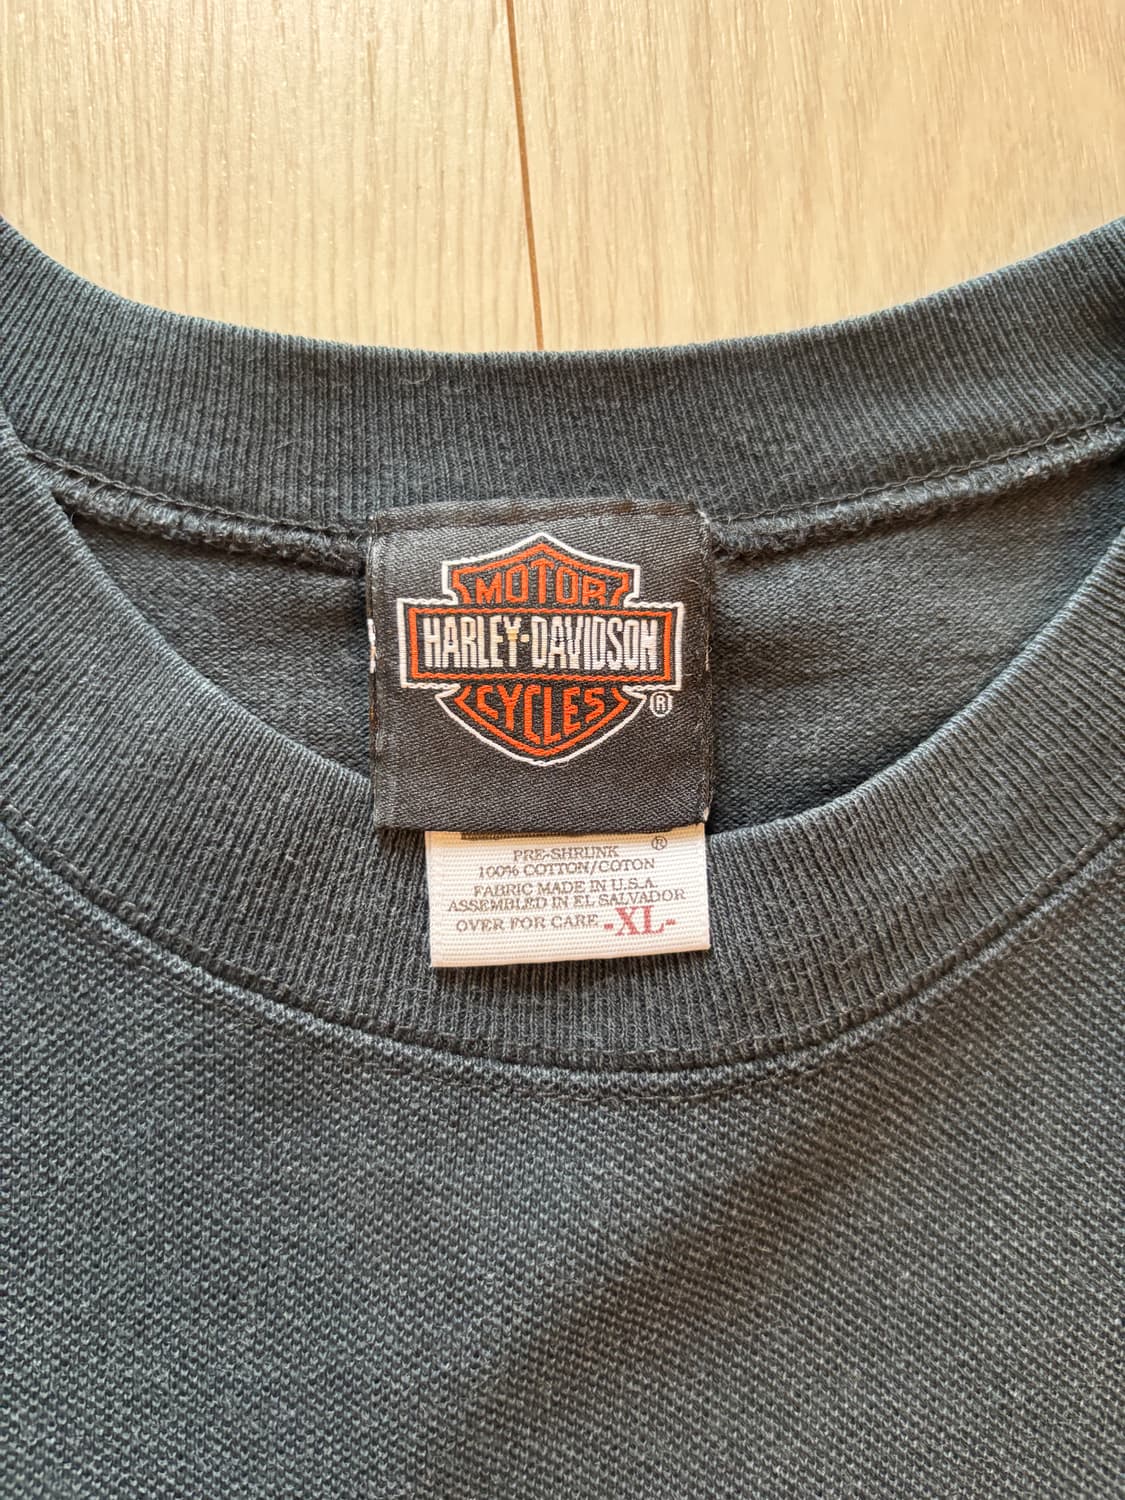 MOTOR
HARLEY-DAVIDSON
CYCLES
®
®
PRE-SHRUNK
100% COTTON/COTON
FABRIC MADE IN U.S.A.
ASSEMBLED IN EL SALVADOR
OVER FOR CARE -XL-